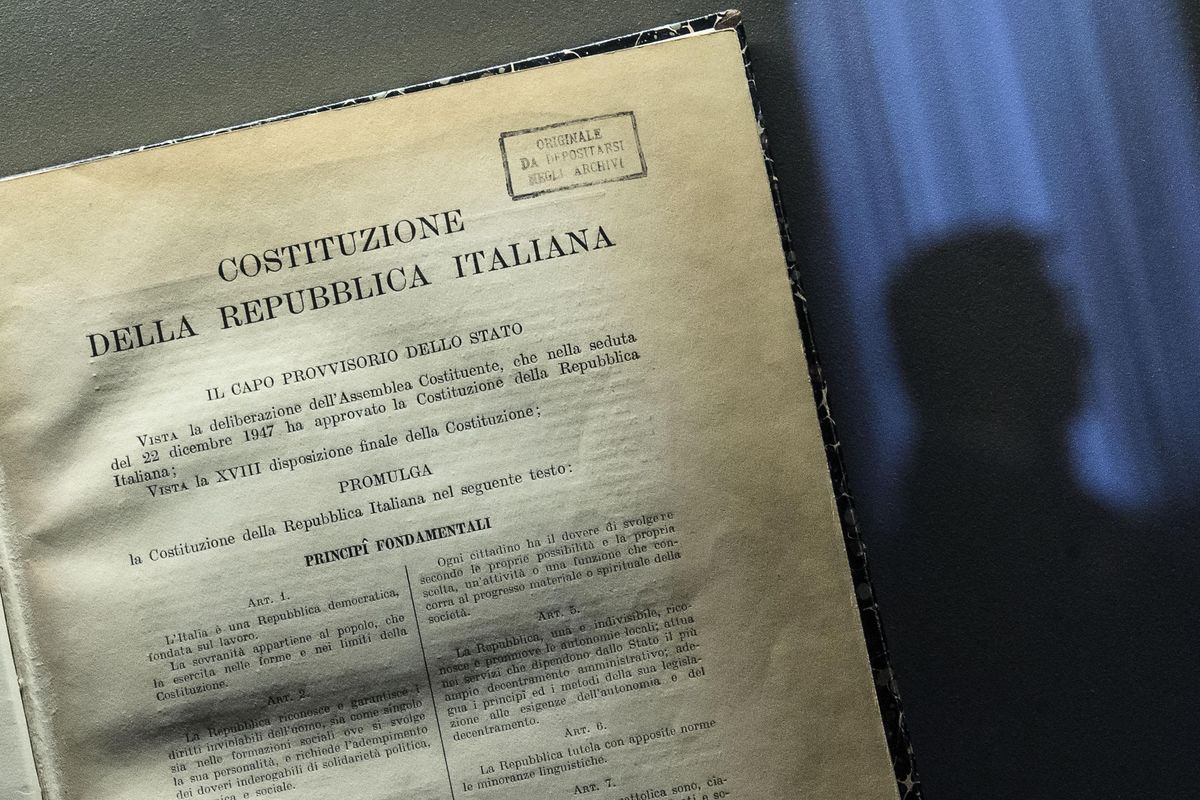 ORIGINALE
DA DEPOSITARSI
NEGLI ARCHIVI
COSTITUZIONE
DELLA REPUBBLICA ITALIANA
IL CAPO PROVVISORIO DELLO STATO
VISTA la deliberazione dell'Assemblea Costituente, che nella seduta
del 22 dicembre 1947 ha approvato la Costituzione della Repubblica
Italiana;
VISTA la XVIII disposizione finale della Costituzione;
PROMULGA
la Costituzione della Repubblica Italiana nel seguente testo:
PRINCIPÎ FONDAMENTALI
ART. 1.
L'Italia è una Repubblica democratica,
fondata sul lavoro.
La sovranità appartiene al popolo, che
la esercita nelle forme e nei limiti della
Costituzione.
ART. 2.
La Repubblica riconosce e garantisce i
diritti inviolabili dell'uomo, sia come singolo
sia nelle formazioni sociali ove si svolge
la sua personalità, e richiede l'adempimento
dei doveri inderogabili di solidarietà politica,
e sociale.
Ogni cittadino ha il dovere di svolgere
secondo le proprie possibilità e la propria
scelta, un'attività o una funzione che con-
corra al progresso materiale o spirituale della
società.
ART. 5.
La Repubblica, una e indivisibile, rico-
nosce e promuove le autonomie locali; attua
nei servizi che dipendono dallo Stato il più
ampio decentramento amministrativo; ade-
gua i principî ed i metodi della sua legisla-
zione alle esigenze dell'autonomia e del
decentramento.
ART. 6.
La Repubblica tutela con apposite norme
le minoranze linguistiche.
ART. 7.
cattolica sono, cia-